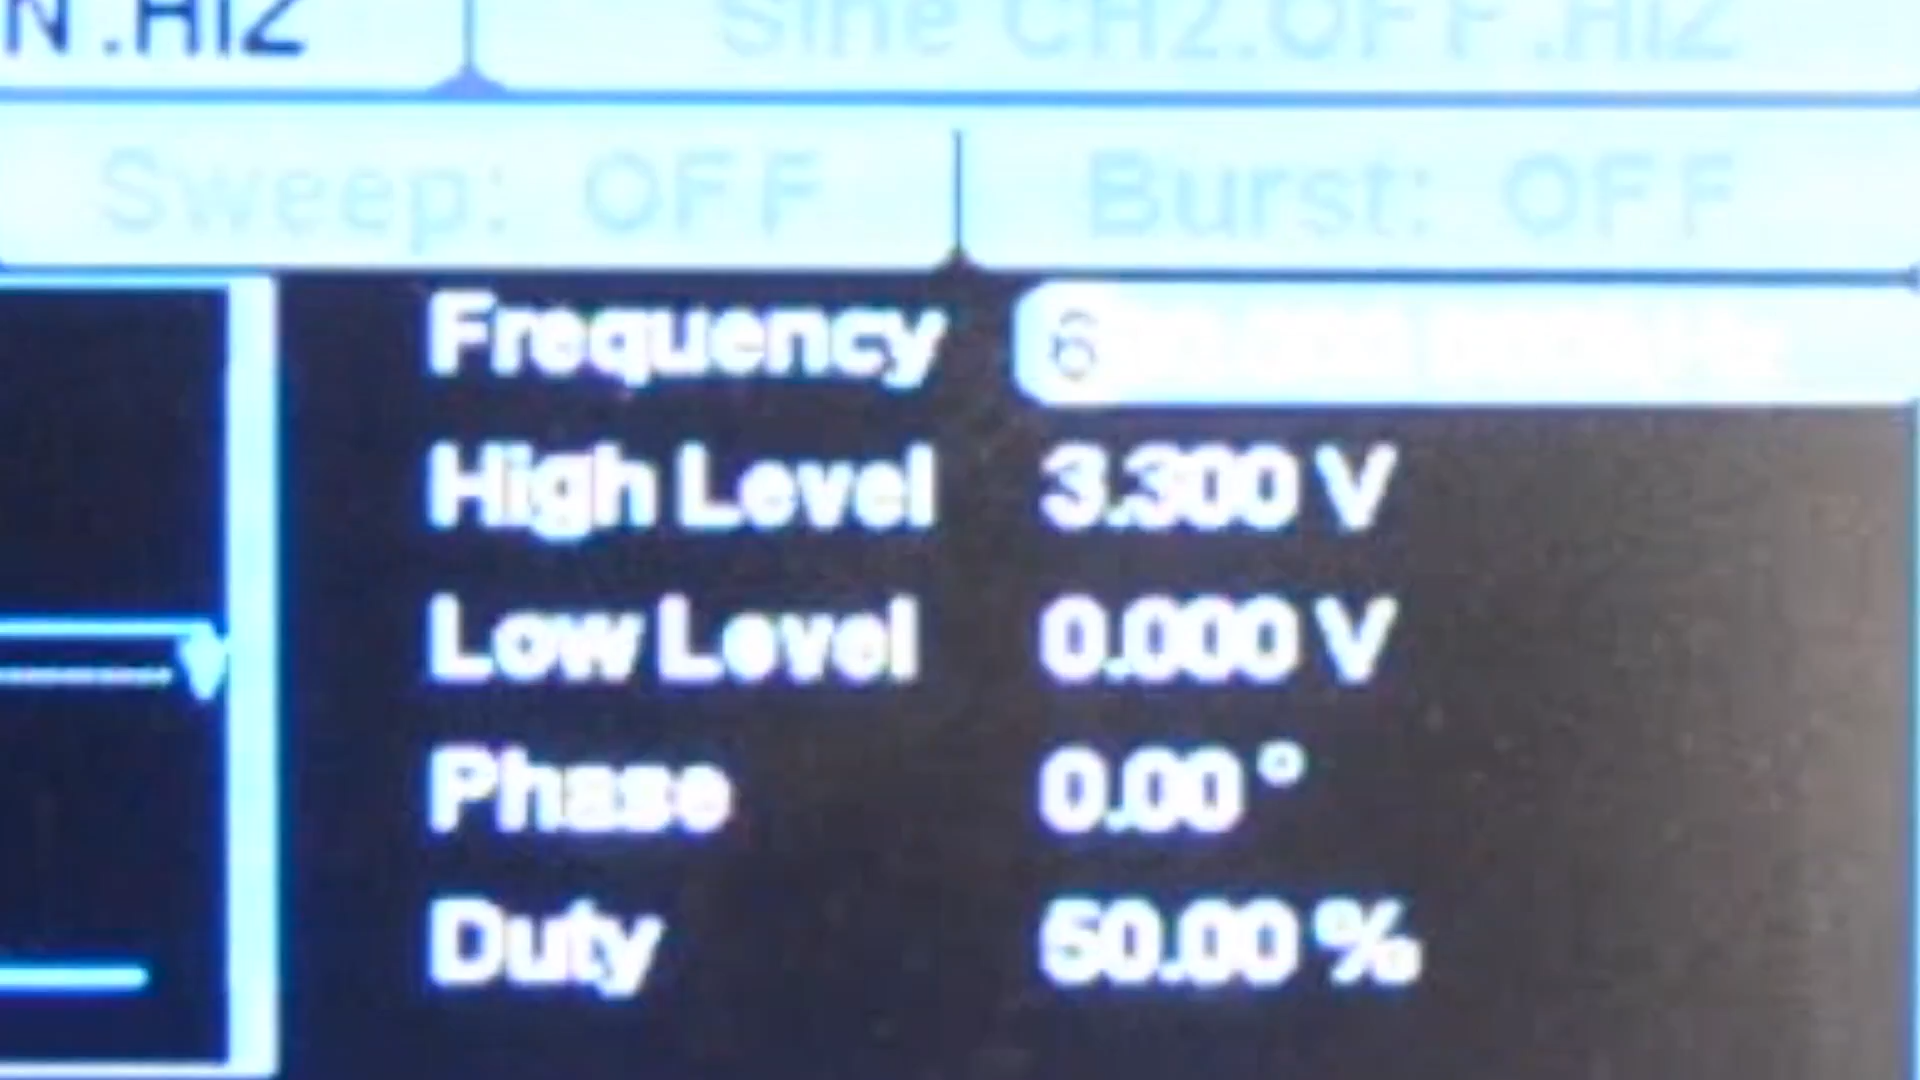 N.HiZ
Sine CH2.OFF.HiZ
Sweep: OFF
Burst: OFF
Frequency 6
High Level 3.300 V
Low Level 0.000 V
Phase 0.00 °
Duty 50.00 %